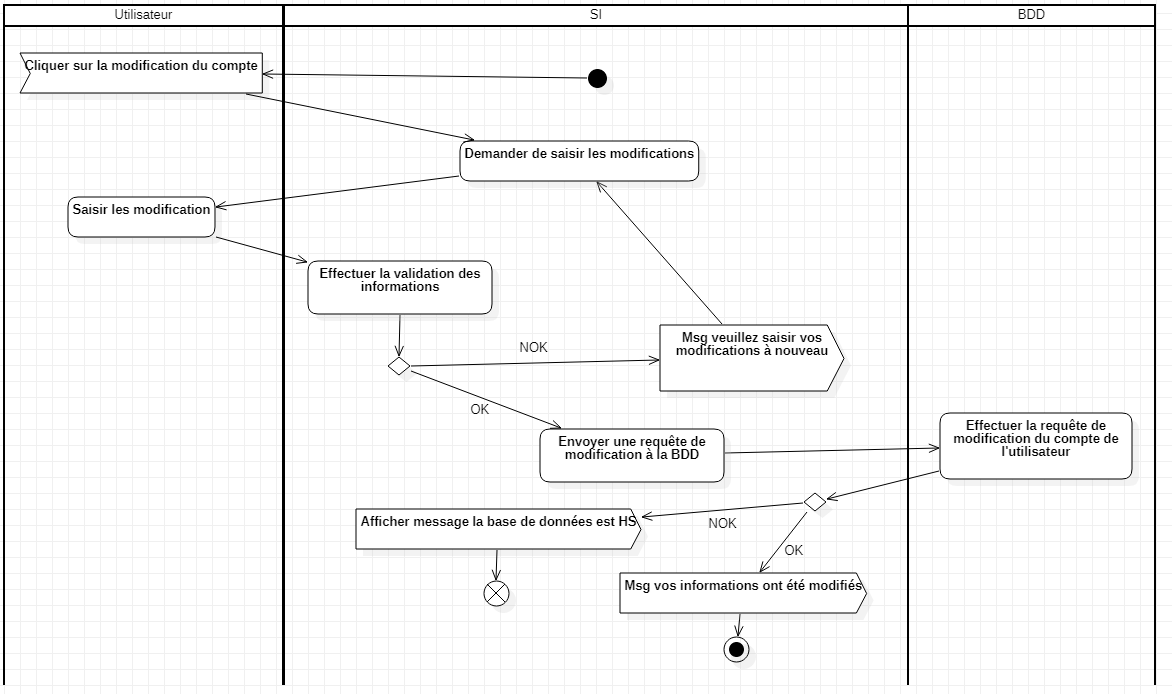 Utilisateur
SI
BDD
Cliquer sur la modification du compte
Demander de saisir les modifications
Saisir les modification
Effectuer la validation des
informations
NOK
Msg veuillez saisir vos
modifications à nouveau
OK
Envoyer une requête de
modification à la BDD
Effectuer la requête de
modification du compte de
l'utilisateur
Afficher message la base de données est HS
NOK
OK
Msg vos informations ont été modifiés